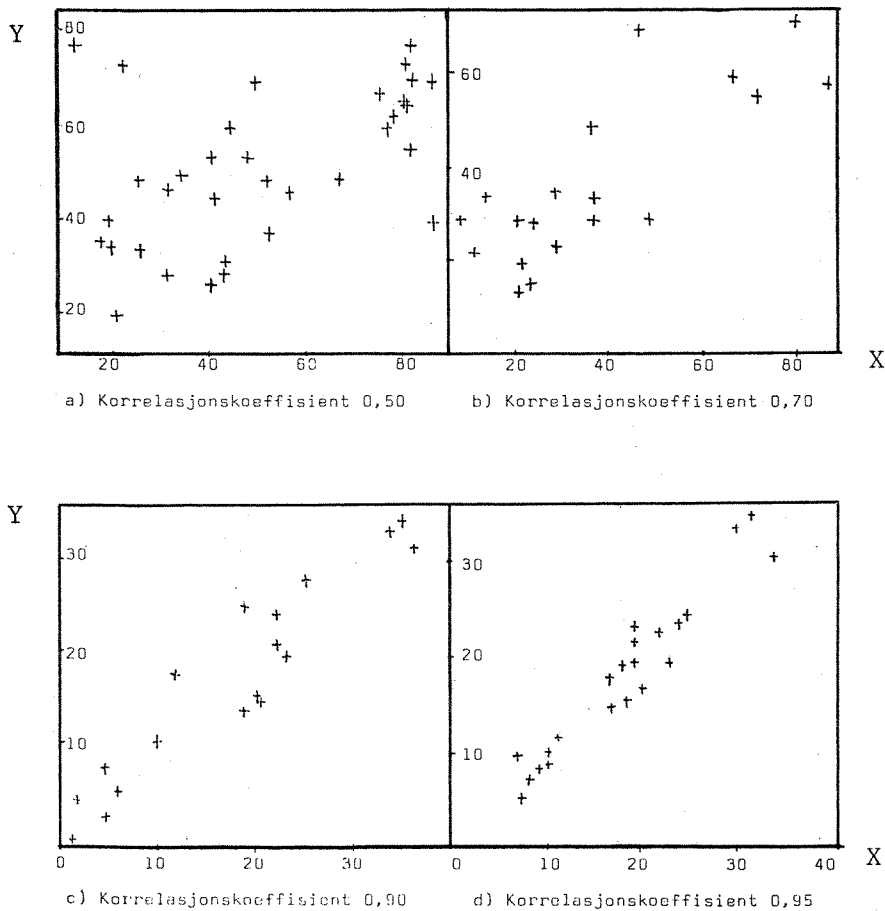 Y
80
60
40
20
20 40 60 80
60
40
20 40 60 80
X
a) Korrelasjonskoeffisient 0,50
b) Korrelasjonskoeffisient 0,70
Y
30
20
10
0 10 20 30
30
20
10
0 10 20 30 40
X
c) Korrelasjonskoeffisient 0,90
d) Korrelasjonskoeffisient 0,95